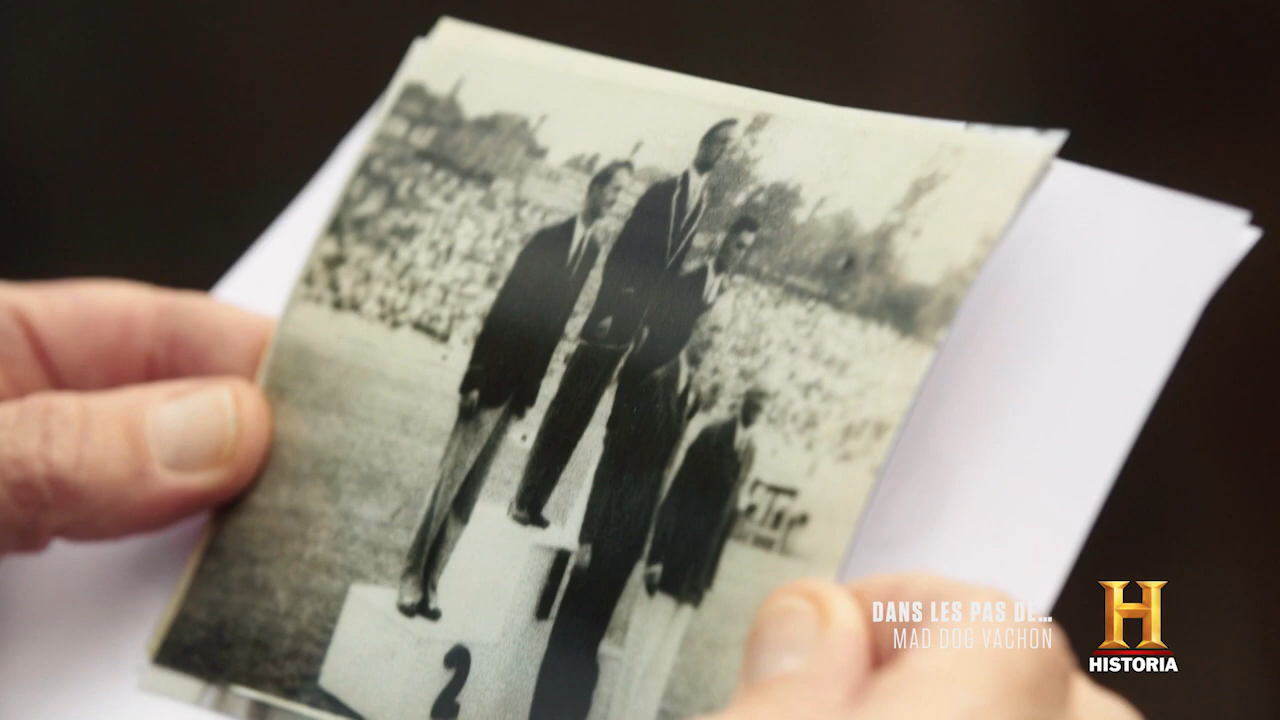 2
DANS LES PAS DE...
MAD DOG VACHON
H
HISTORIA